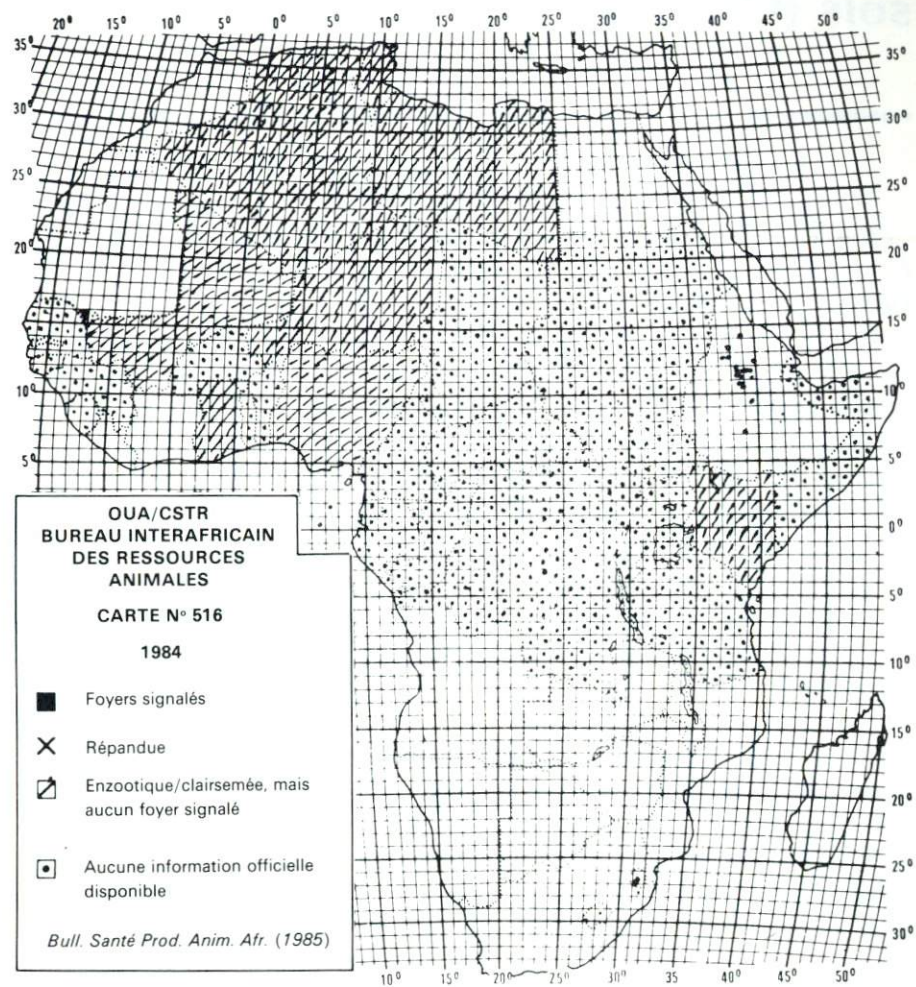 20° 15° 10° 5° 0° 5° 10° 15° 20° 25° 30° 35° 40° 45° 50°
35° 35°
30° 30°
25° 25°
20° 20°
15° 15°
10° 10°
5° 5°
0°
5°
10°
15°
20°
25°
30°
OUA/CSTR
BUREAU INTERAFRICAIN
DES RESSOURCES
ANIMALES
CARTE N° 516
1984
Foyers signalés
Répandue
Enzootique/clairsemée, mais
aucun foyer signalé
Aucune information officielle
disponible
Bull. Santé Prod. Anim. Afr. (1985)
10° 15° 20° 25° 30° 35° 40° 45° 50°